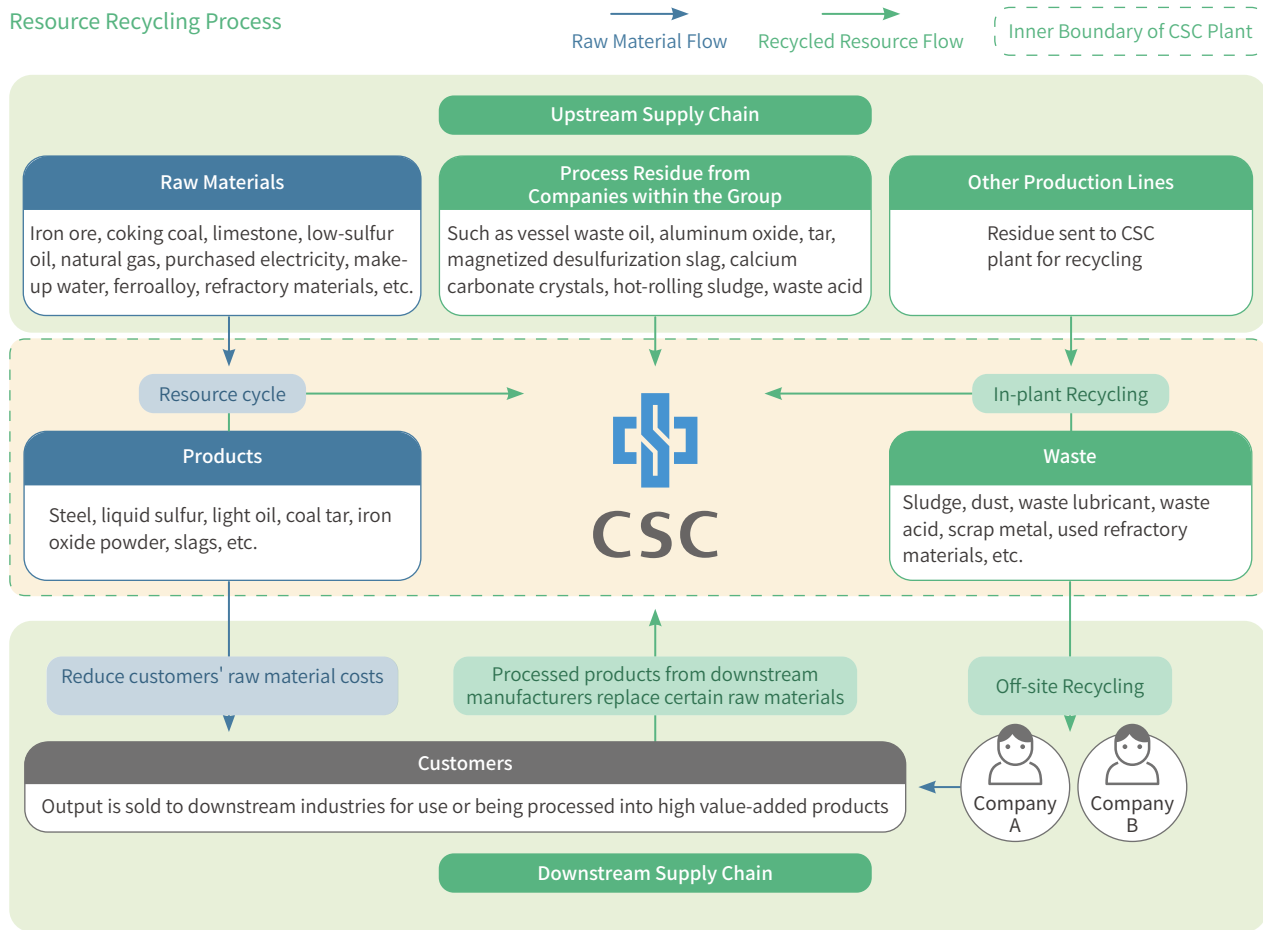 Resource Recycling Process
Raw Material Flow
Recycled Resource Flow
Inner Boundary of CSC Plant
Upstream Supply Chain
Raw Materials
Iron ore, coking coal, limestone, low-sulfur
oil, natural gas, purchased electricity, make-
up water, ferroalloy, refractory materials, etc.
Process Residue from
Companies within the Group
Such as vessel waste oil, aluminum oxide, tar,
magnetized desulfurization slag, calcium
carbonate crystals, hot-rolling sludge, waste acid
Other Production Lines
Residue sent to CSC
plant for recycling
Resource cycle
In-plant Recycling
Products
Steel, liquid sulfur, light oil, coal tar, iron
oxide powder, slags, etc.
CSC
Waste
Sludge, dust, waste lubricant, waste
acid, scrap metal, used refractory
materials, etc.
Reduce customers' raw material costs
Processed products from downstream
manufacturers replace certain raw materials
Off-site Recycling
Customers
Output is sold to downstream industries for use or being processed into high value-added products
Company
A
Company
B
Downstream Supply Chain